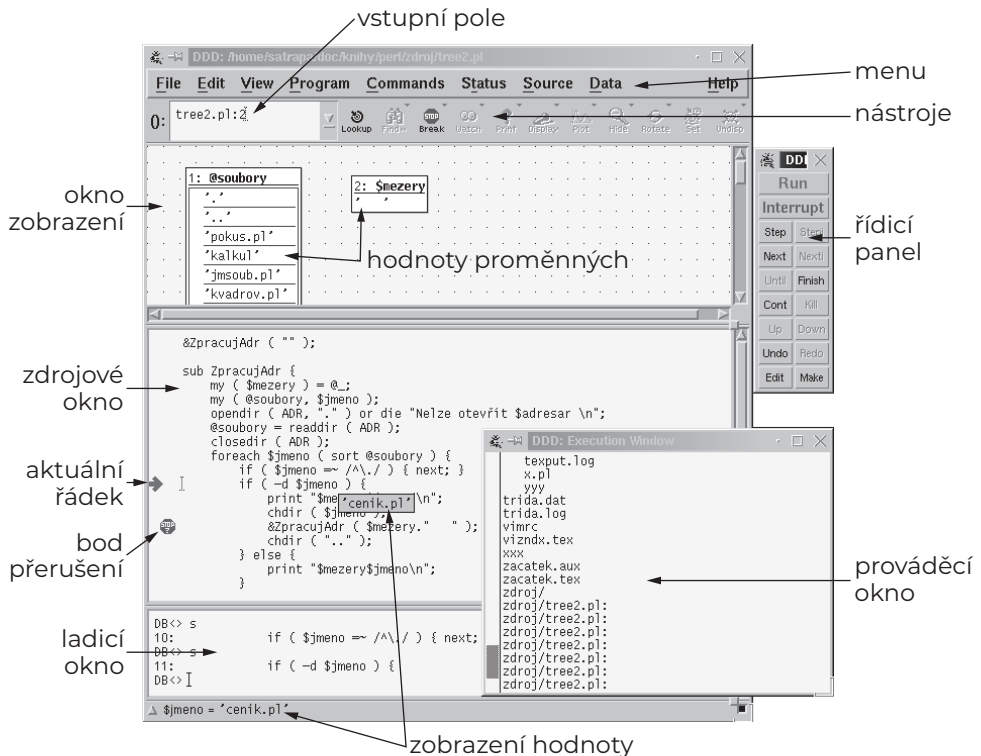 vstupní pole
DDD: /home/satrapa/doc/knihy/perl/zdroj/tree2.pl
File Edit View Program Commands Status Source Data Help
menu
nástroje
(): tree2.pl:2
Lookup Find>> Break Watch Print Display Plot Hide Rotate Set Undisp
okno
zobrazení
1: @soubory
'.'
'..'
'pokus.pl'
'kalkul'
'jmsoub.pl'
'kvadrov.pl'
2: $mezery
' '
hodnoty proměnných
DDD
Run
Interrupt
Step Stepi
Next Nexti
Until Finish
Cont Kill
Up Down
Undo Redo
Edit Make
řídicí
panel
zdrojové
okno
&ZpracujAdr ( "" );
sub ZpracujAdr {
my ( $mezery ) = @_;
my ( @soubory, $jmeno );
opendir ( ADR, "." ) or die "Nelze otevřít $adresar \n";
@soubory = readdir ( ADR );
closedir ( ADR );
foreach $jmeno ( sort @soubory ) {
if ( $jmeno =~ /^\./ ) { next; }
if ( -d $jmeno ) {
print "$me \n";
'cenik.pl'
chdir ( $jmeno );
&ZpracujAdr ( $mezery." " );
chdir ( ".." );
} else {
print "$mezery$jmeno\n";
}
aktuální
řádek
STOP
bod
přerušení
DDD: Execution Window
texput.log
x.pl
yyy
trida.dat
trida.log
vimrc
vizndx.tex
xxx
zacatek.aux
zacatek.tex
zdroj/
zdroj/tree2.pl:
zdroj/tree2.pl:
zdroj/tree2.pl:
zdroj/tree2.pl:
zdroj/tree2.pl:
zdroj/tree2.pl:
zdroj/tree2.pl:
prováděcí
okno
ladicí
okno
DB<> s
10: if ( $jmeno =~ /^\./ ) { next;
DB<> s
11: if ( -d $jmeno ) {
DB<>
$jmeno = 'cenik.pl'
zobrazení hodnoty